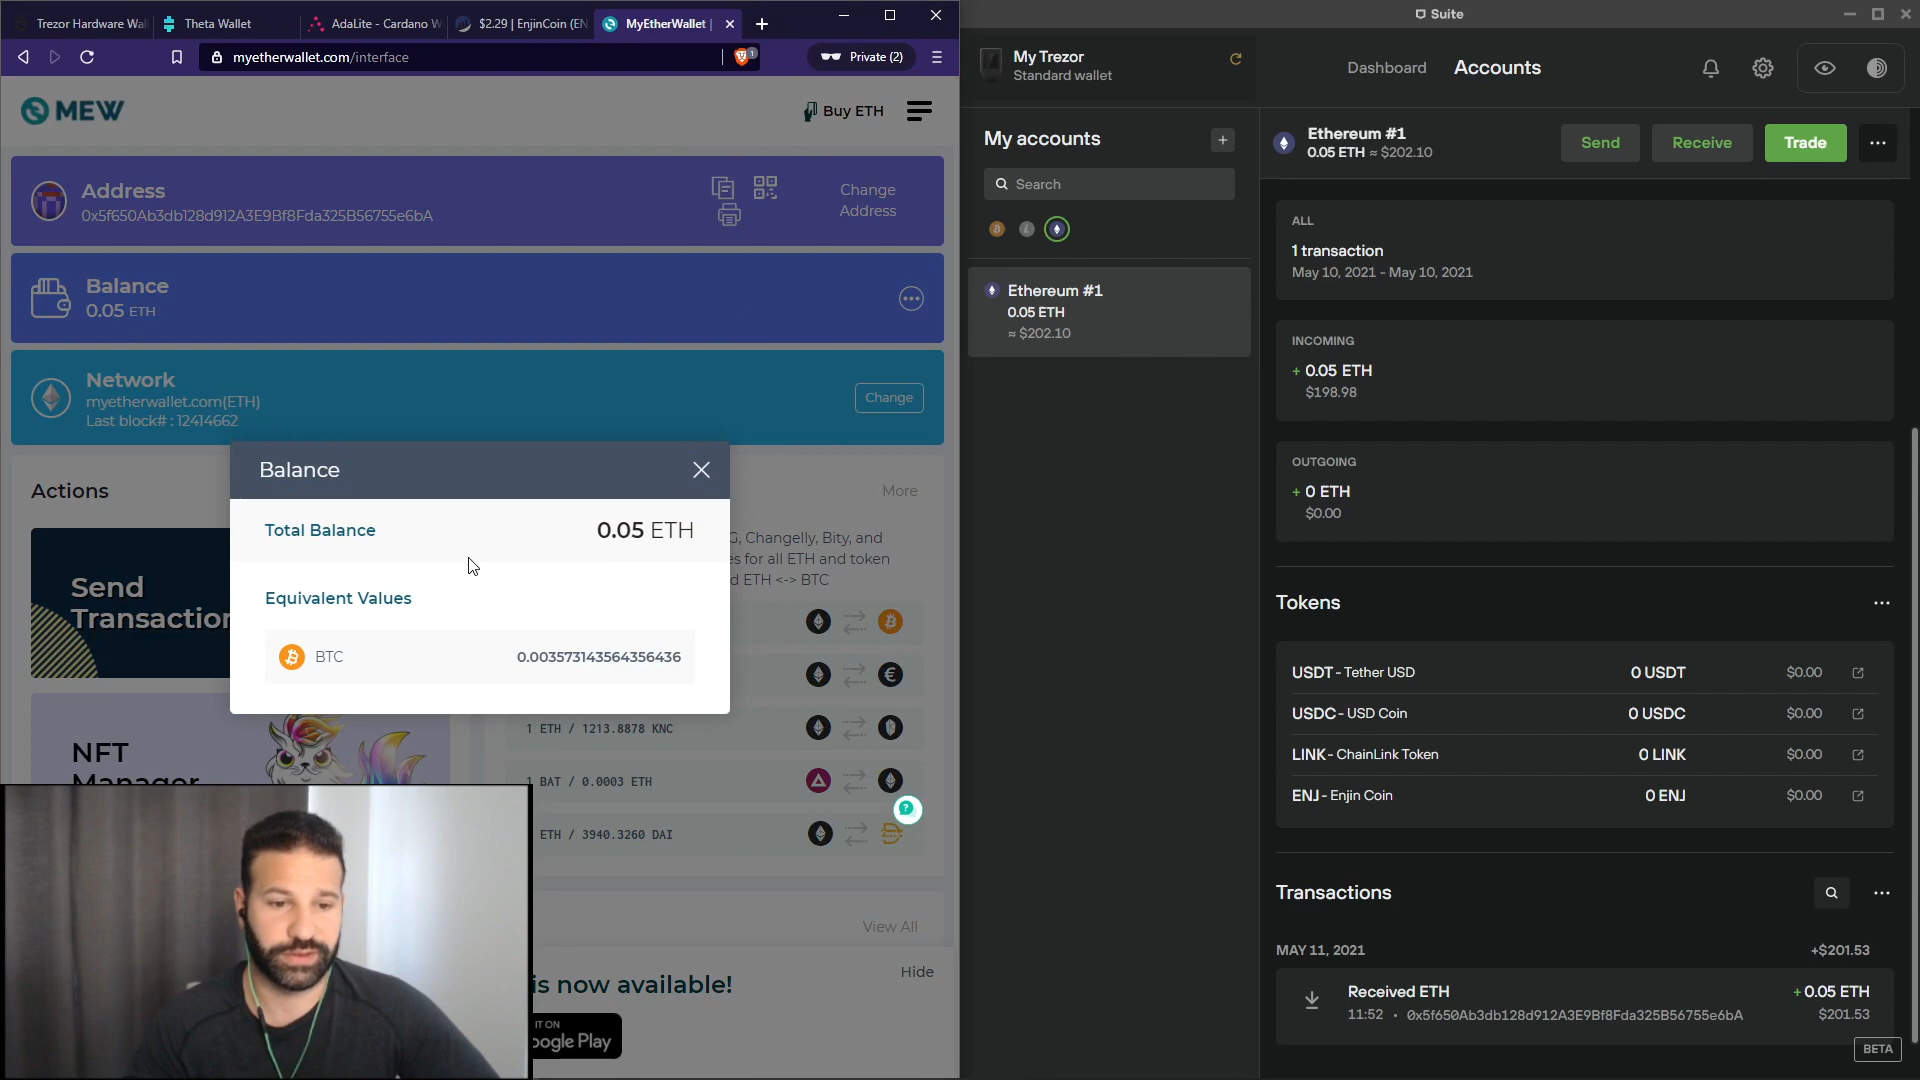 Trezor Hardware Wal
Theta Wallet
AdaLite - Cardano W
$2.29 | EnjinCoin (EN
MyEtherWallet |
myetherwallet.com/interface
1
Private (2)
MEW
Buy ETH
Address
0x5f650Ab3db128d912A3E9Bf8Fda325B56755e6bA
Change
Address
Balance
0.05 ETH
Network
myetherwallet.com(ETH)
Last block# : 12414662
Change
Actions
More
Balance
Total Balance
0.05 ETH
Equivalent Values
BTC
0.003573143564356436
G, Changelly, Bity, and
es for all ETH and token
d ETH <-> BTC
Send
Transaction
NFT
Manager
1 ETH / 1213.8878 KNC
1 BAT / 0.0003 ETH
ETH / 3940.3260 DAI
View All
Hide
is now available!
IT ON
oogle Play
Suite
My Trezor
Standard wallet
Dashboard
Accounts
My accounts
Search
Ethereum #1
0.05 ETH
≈ $202.10
Ethereum #1
0.05 ETH ≈ $202.10
Send
Receive
Trade
ALL
1 transaction
May 10, 2021 - May 10, 2021
INCOMING
+ 0.05 ETH
$198.98
OUTGOING
+ 0 ETH
$0.00
Tokens
USDT - Tether USD
0 USDT
$0.00
USDC - USD Coin
0 USDC
$0.00
LINK - ChainLink Token
0 LINK
$0.00
ENJ - Enjin Coin
0 ENJ
$0.00
Transactions
MAY 11, 2021
+$201.53
Received ETH
+ 0.05 ETH
11:52 • 0x5f650Ab3db128d912A3E9Bf8Fda325B56755e6bA
$201.53
BETA